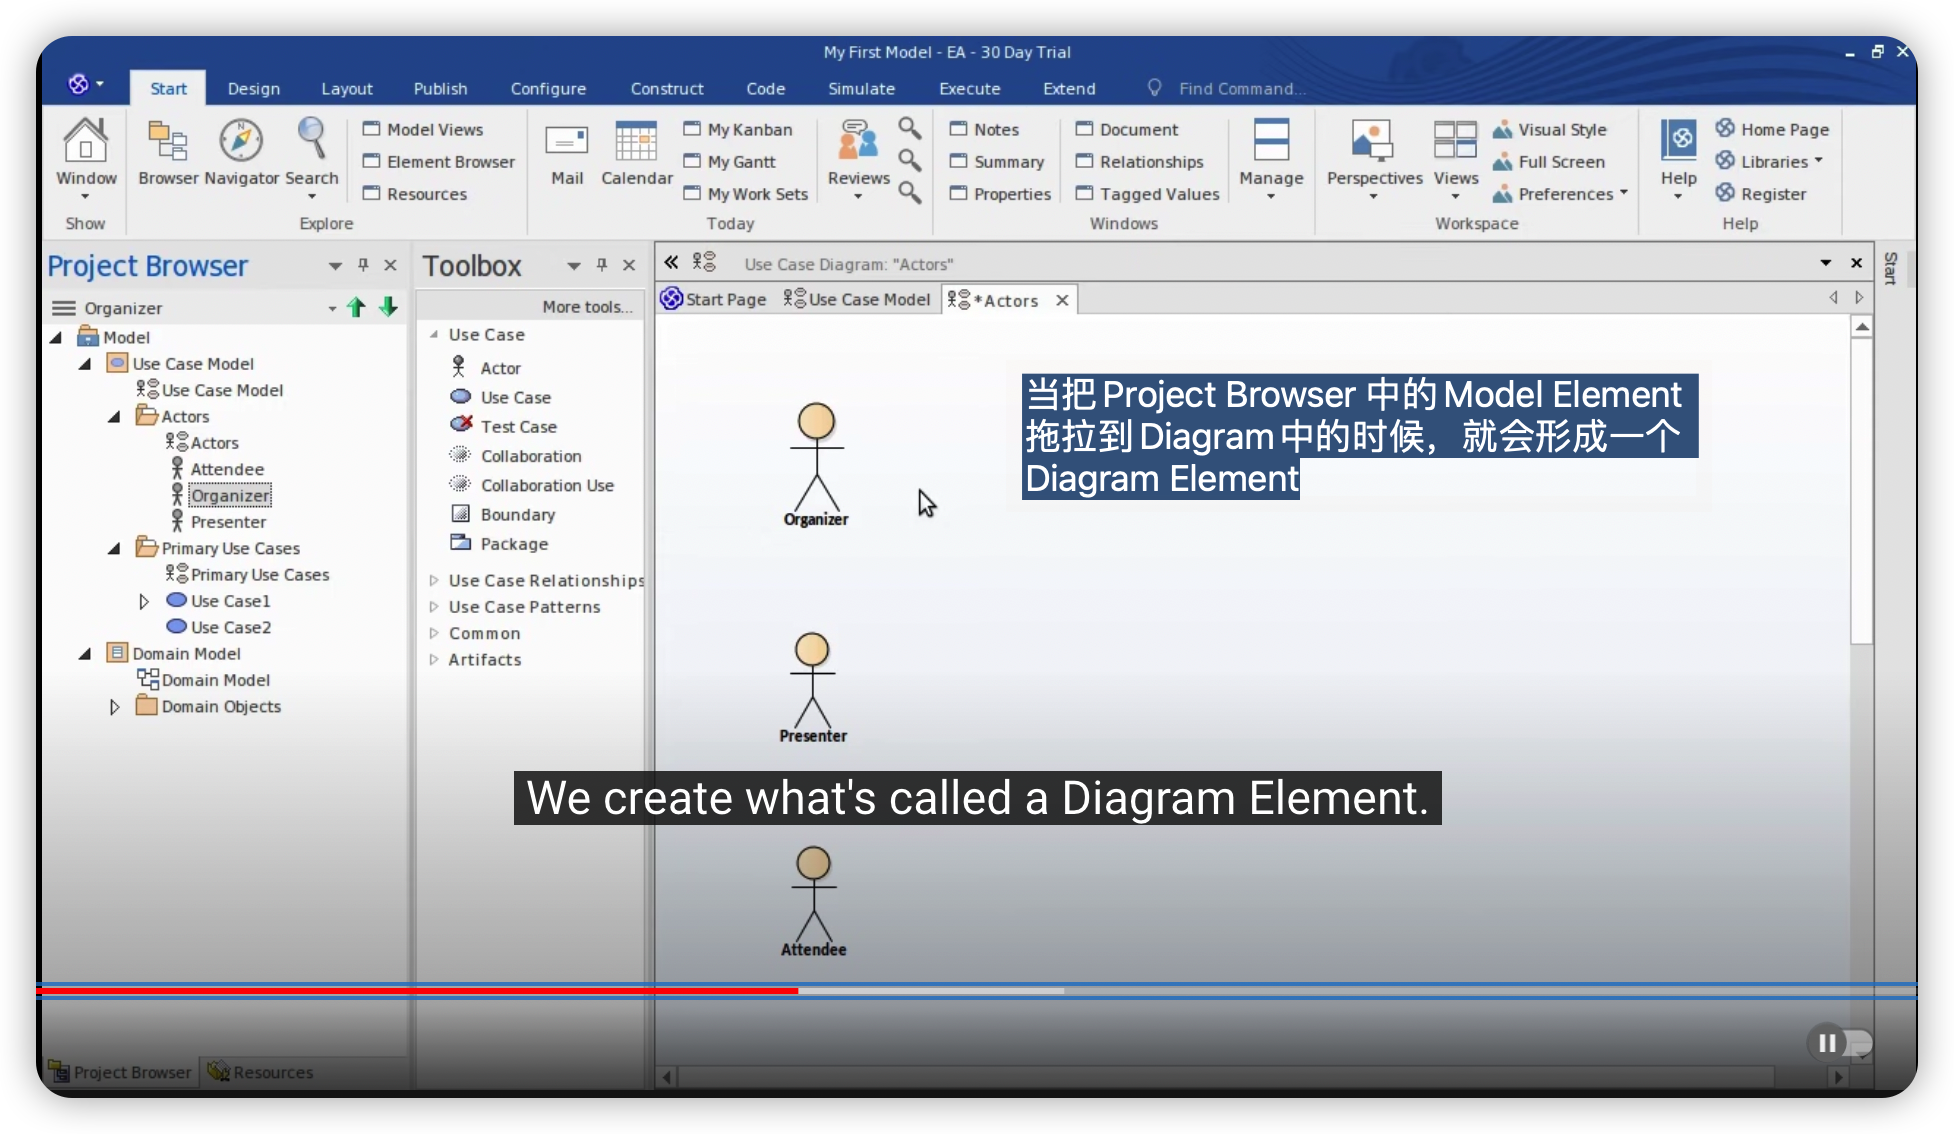 My First Model - EA - 30 Day Trial
Start Design Layout Publish Configure Construct Code Simulate Execute Extend Find Command...
Window
Show
Browser Navigator Search
Model Views
Element Browser
Resources
Explore
Mail Calendar
My Kanban
My Gantt
My Work Sets
Reviews
Today
Notes
Summary
Properties
Document
Relationships
Tagged Values
Manage
Windows
Perspectives Views
Visual Style
Full Screen
Preferences
Workspace
Help
Home Page
Libraries
Register
Help
Project Browser
Organizer
Model
Use Case Model
Use Case Model
Actors
Actors
Attendee
Organizer
Presenter
Primary Use Cases
Primary Use Cases
Use Case1
Use Case2
Domain Model
Domain Model
Domain Objects
Project Browser Resources
Toolbox
More tools...
Use Case
Actor
Use Case
Test Case
Collaboration
Collaboration Use
Boundary
Package
Use Case Relationships
Use Case Patterns
Common
Artifacts
Use Case Diagram: "Actors"
Start Page Use Case Model *Actors
Start
当把 Project Browser 中的 Model Element
拖拉到 Diagram 中的时候，就会形成一个
Diagram Element
Organizer
Presenter
We create what's called a Diagram Element.
Attendee